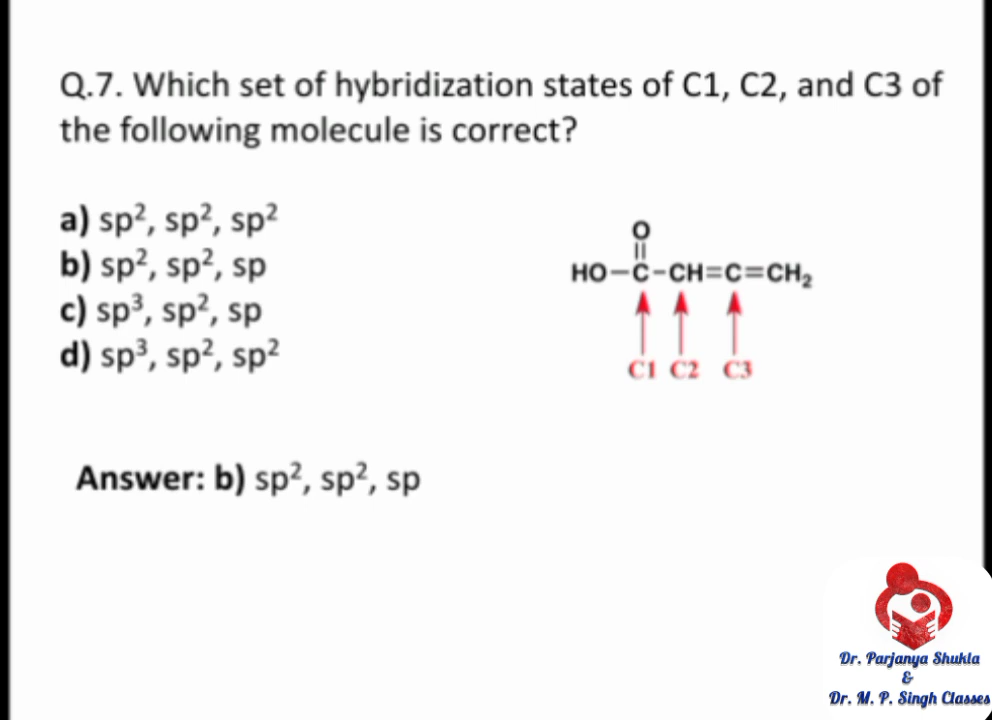 Q.7. Which set of hybridization states of C1, C2, and C3 of
the following molecule is correct?
a) sp², sp², sp²
b) sp², sp², sp
c) sp³, sp², sp
d) sp³, sp², sp²
O
||
HO−C−CH=C=CH₂
C1 C2 C3
Answer: b) sp², sp², sp
Dr. Parjanya Shukla
&
Dr. M. P. Singh Classes